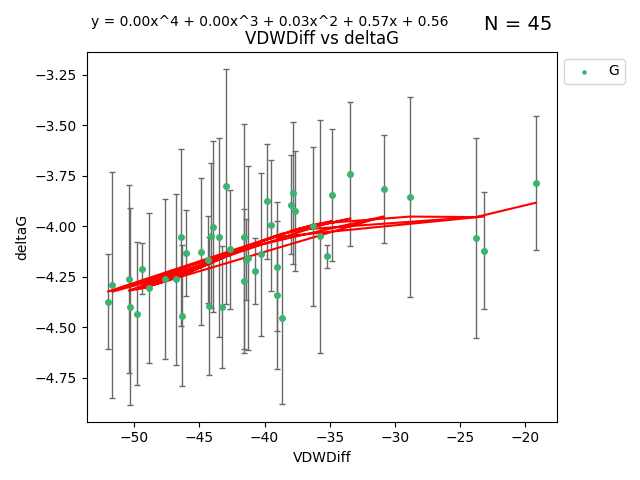 y = 0.00x^4 + 0.00x^3 + 0.03x^2 + 0.57x + 0.56
N = 45
VDWDiff vs deltaG
G
deltaG
−3.25
−3.50
−3.75
−4.00
−4.25
−4.50
−4.75
−50
−45
−40
−35
−30
−25
−20
VDWDiff